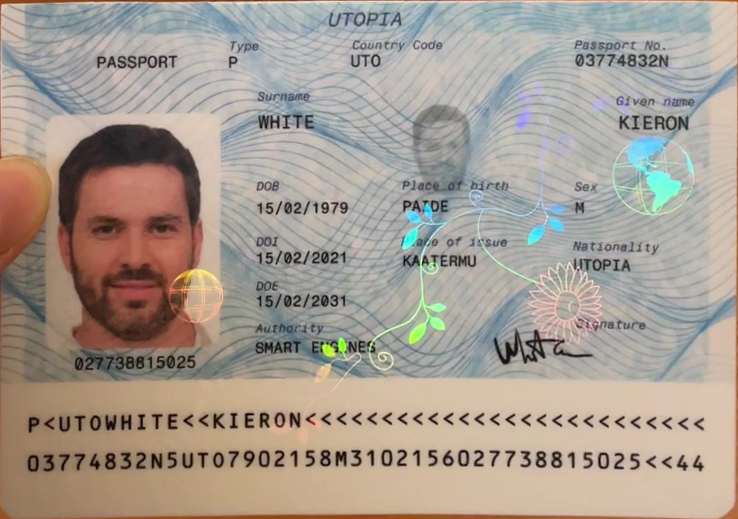 UTOPIA
Type Country Code Passport No.
PASSPORT P UTO 03774832N
Surname Given name
WHITE KIERON
DOB Place of birth Sex
15/02/1979 PAIDE M
DOI Place of issue Nationality
15/02/2021 KAATERMU UTOPIA
DOE
15/02/2031
Authority Signature
SMART ENGINES
027738815025
P<UTOWHITE<<KIERON<<<<<<<<<<<<<<<<<<<<<<<<<<
03774832N5UTO7902158M3102156027738815025<<44